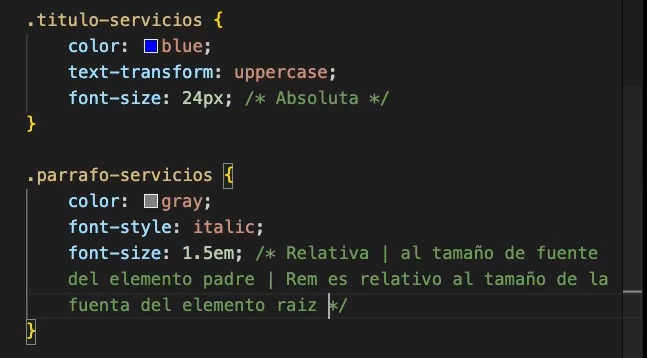 .titulo-servicios {
color: blue;
text-transform: uppercase;
font-size: 24px; /* Absoluta */
}
.parrafo-servicios {
color: gray;
font-style: italic;
font-size: 1.5em; /* Relativa | al tamaño de fuente
del elemento padre | Rem es relativo al tamaño de la
fuenta del elemento raiz */
}